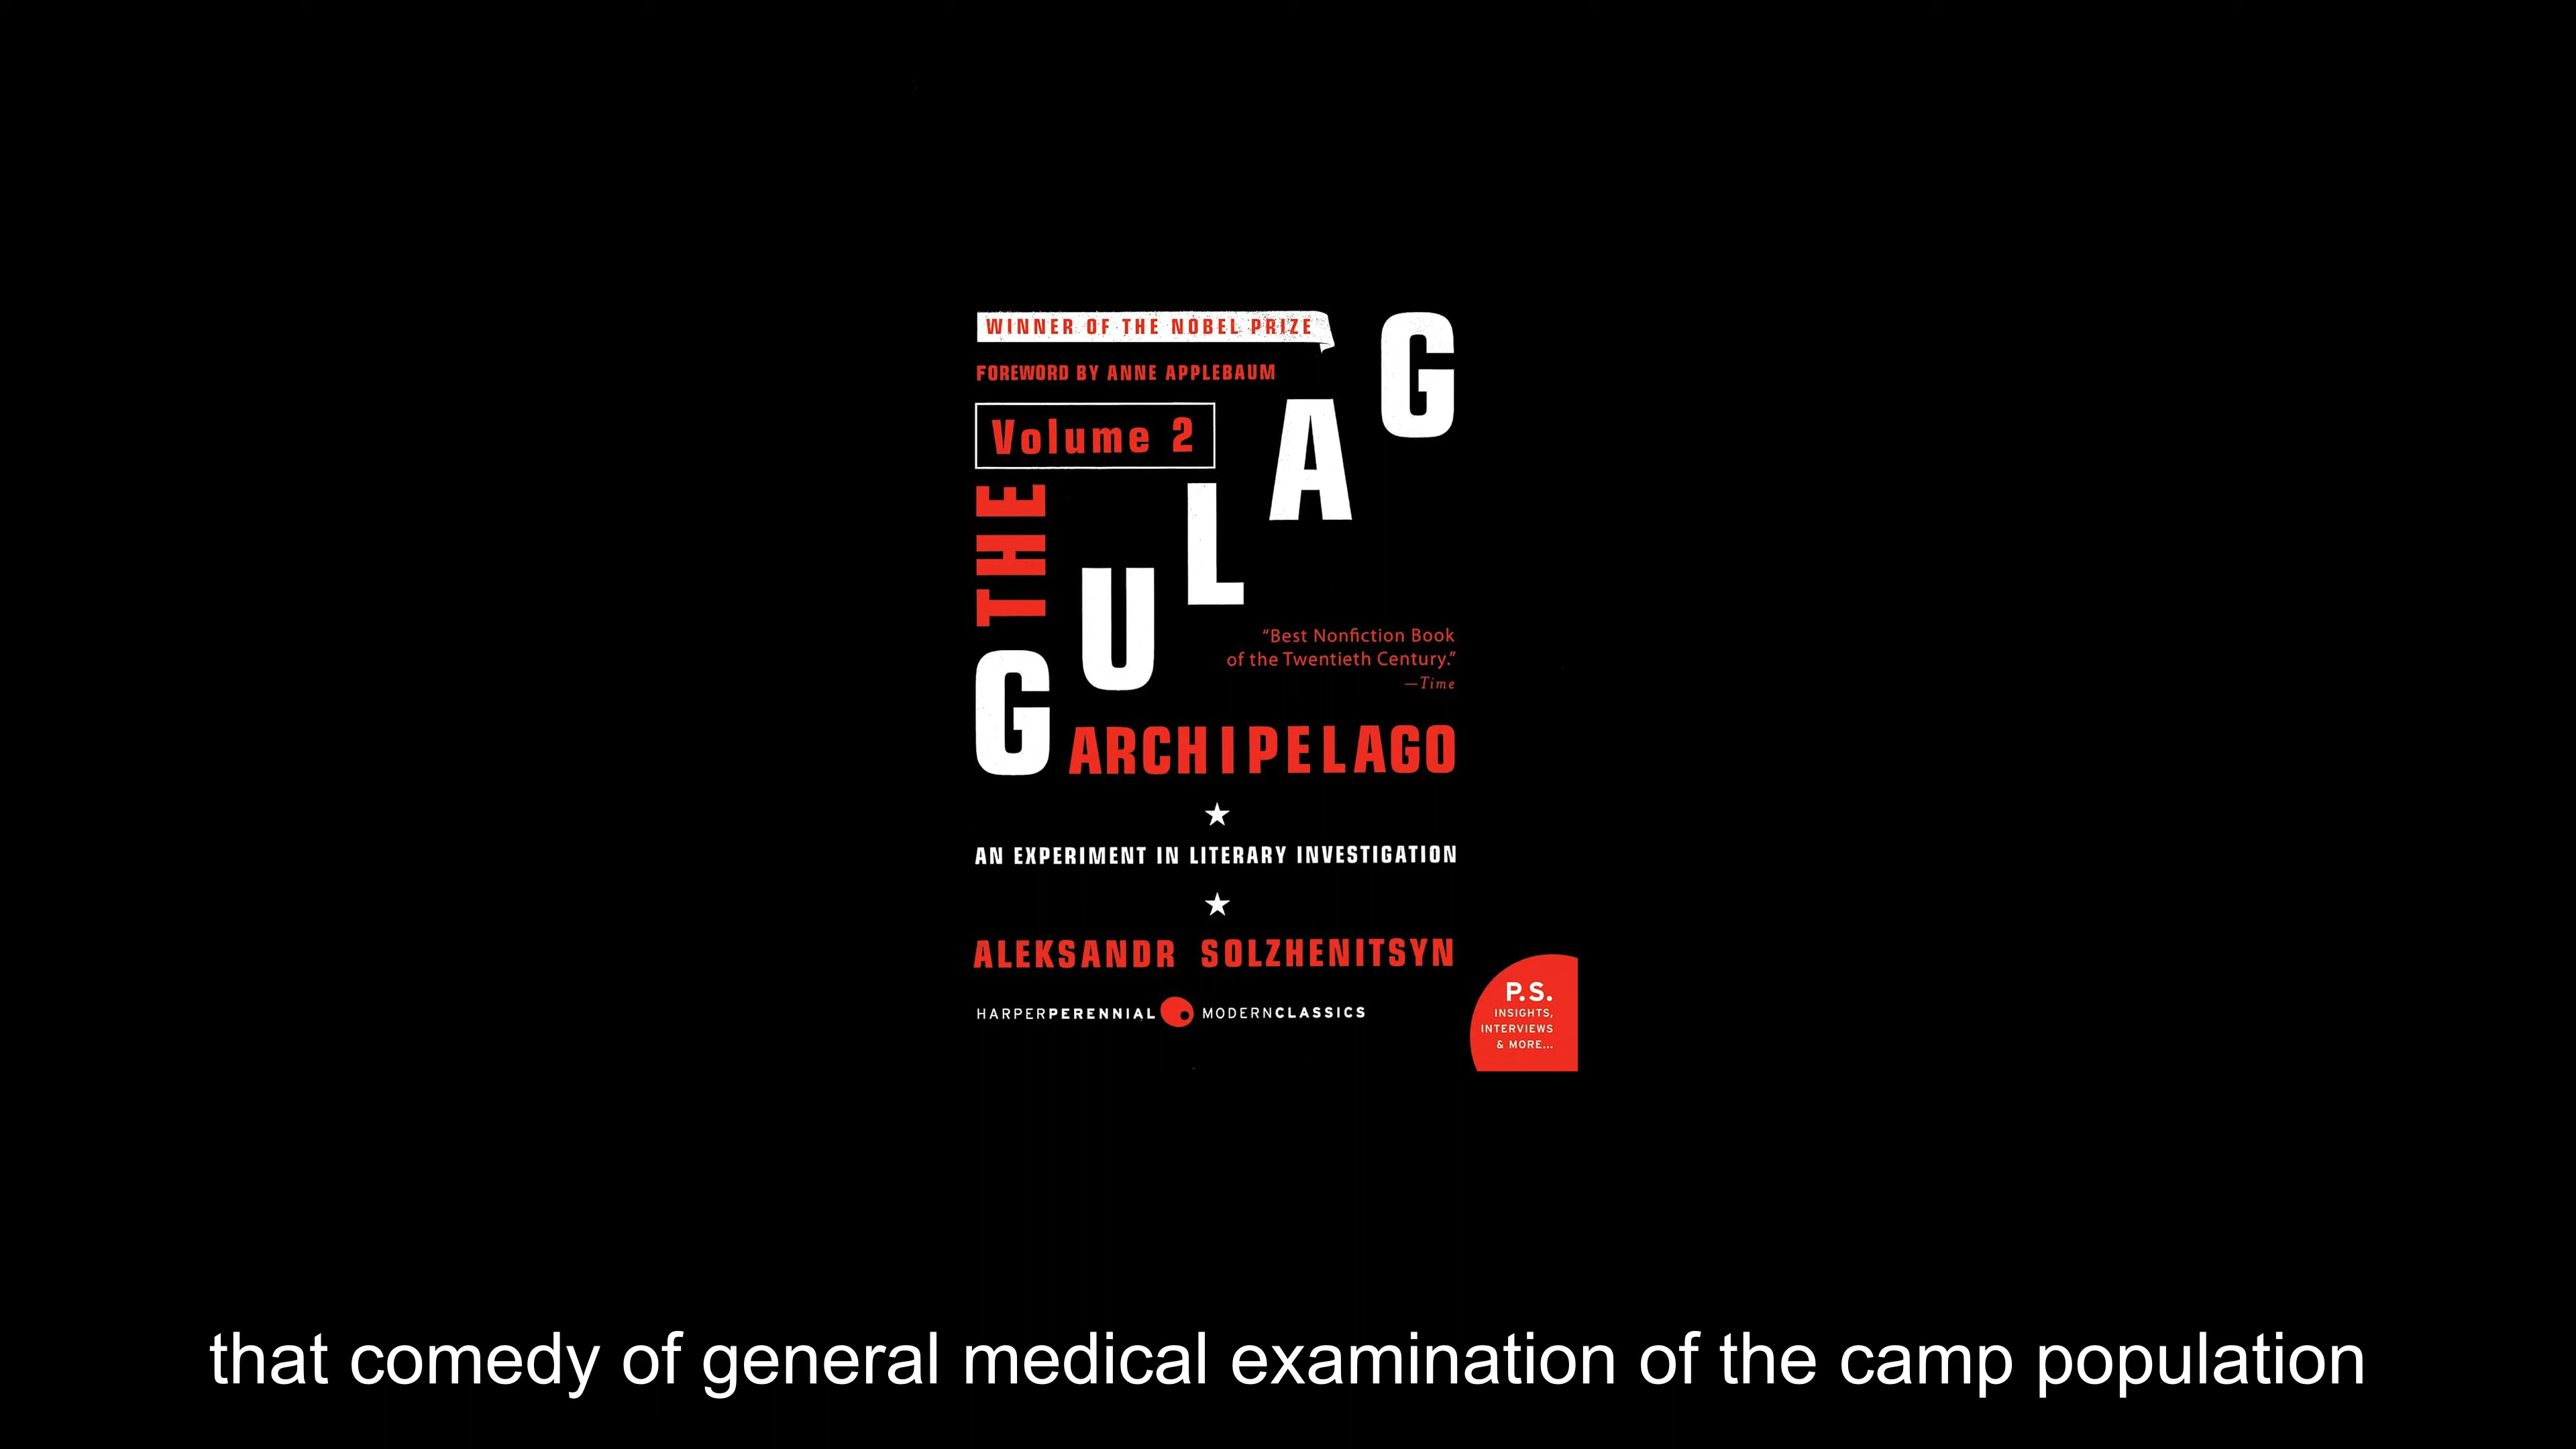 WINNER OF THE NOBEL PRIZE
FOREWORD BY ANNE APPLEBAUM
Volume 2
THE
GULAG
"Best Nonfiction Book
of the Twentieth Century."
—Time
ARCHIPELAGO
AN EXPERIMENT IN LITERARY INVESTIGATION
ALEKSANDR SOLZHENITSYN
HARPERPERENNIAL MODERNCLASSICS
P.S.
INSIGHTS,
INTERVIEWS
& MORE...
that comedy of general medical examination of the camp population